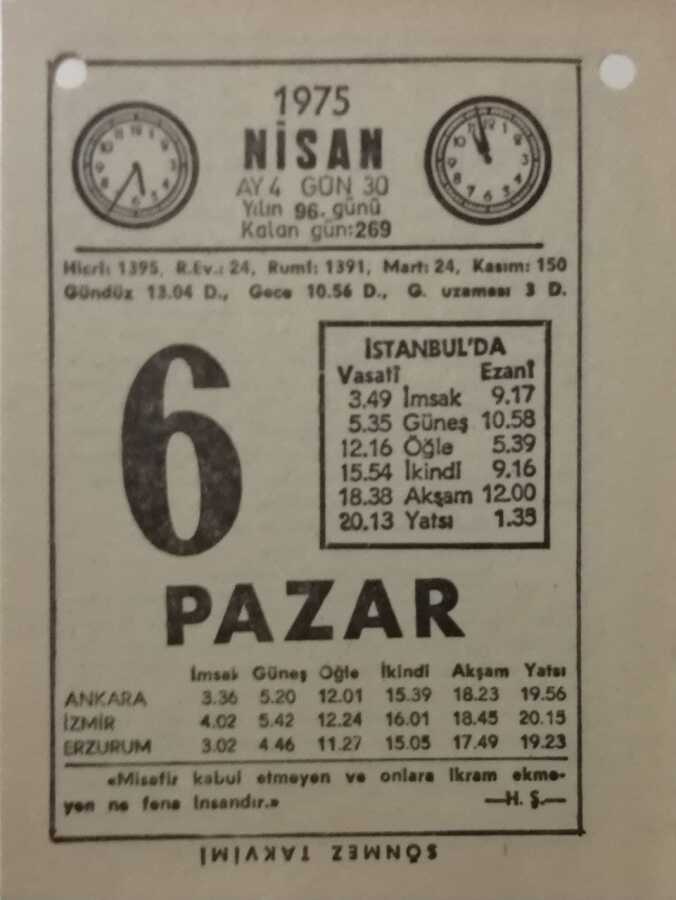 1975
NİSAN
AY 4 GÜN 30
Yılın 96. günü
Kalan gün:269
Hicrî: 1395, R.Ev.: 24, Rumî: 1391, Mart: 24, Kasım: 150
Gündüz 13.04 D., Gece 10.56 D., G. uzaması 3 D.
6
İSTANBUL'DA
Vasatî Ezanî
3.49 İmsak 9.17
5.35 Güneş 10.58
12.16 Öğle 5.39
15.54 İkindi 9.16
18.38 Akşam 12.00
20.13 Yatsı 1.35
PAZAR
İmsak Güneş Öğle İkindi Akşam Yatsı
ANKARA 3.36 5.20 12.01 15.39 18.23 19.56
İZMİR 4.02 5.42 12.24 16.01 18.45 20.15
ERZURUM 3.02 4 46 11.27 15.05 17.49 19.23
«Misafir kabul etmeyen ve onlara ikram ekme-
yen ne fena insandır.» —H. Ş.—
SÖNMEZ TAKVİMİ